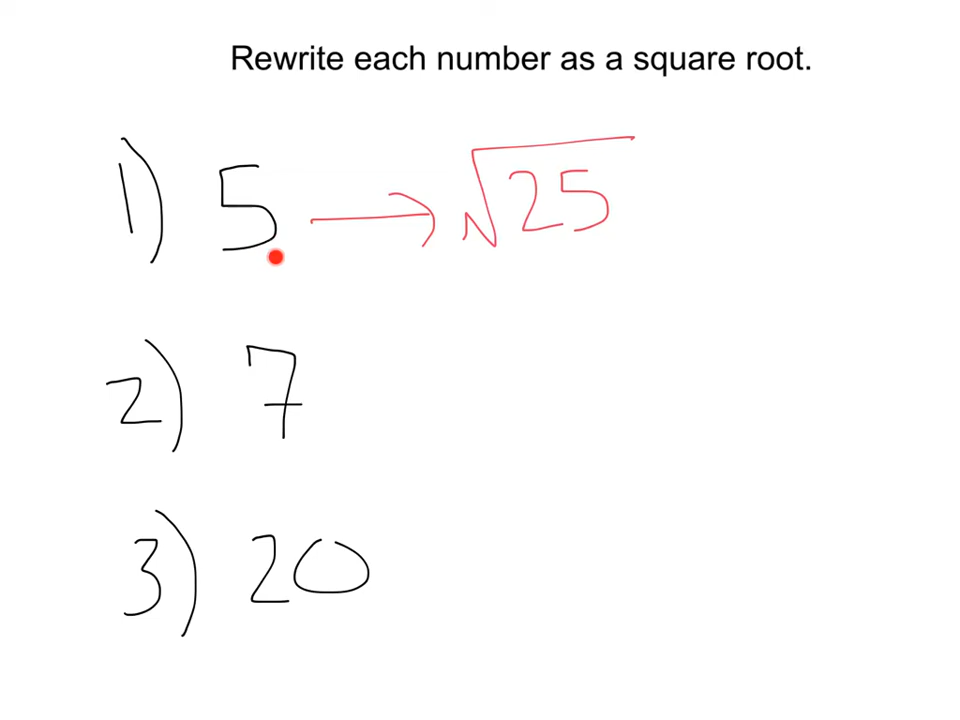 Rewrite each number as a square root.
1) 5 → √25
2) 7
3) 20